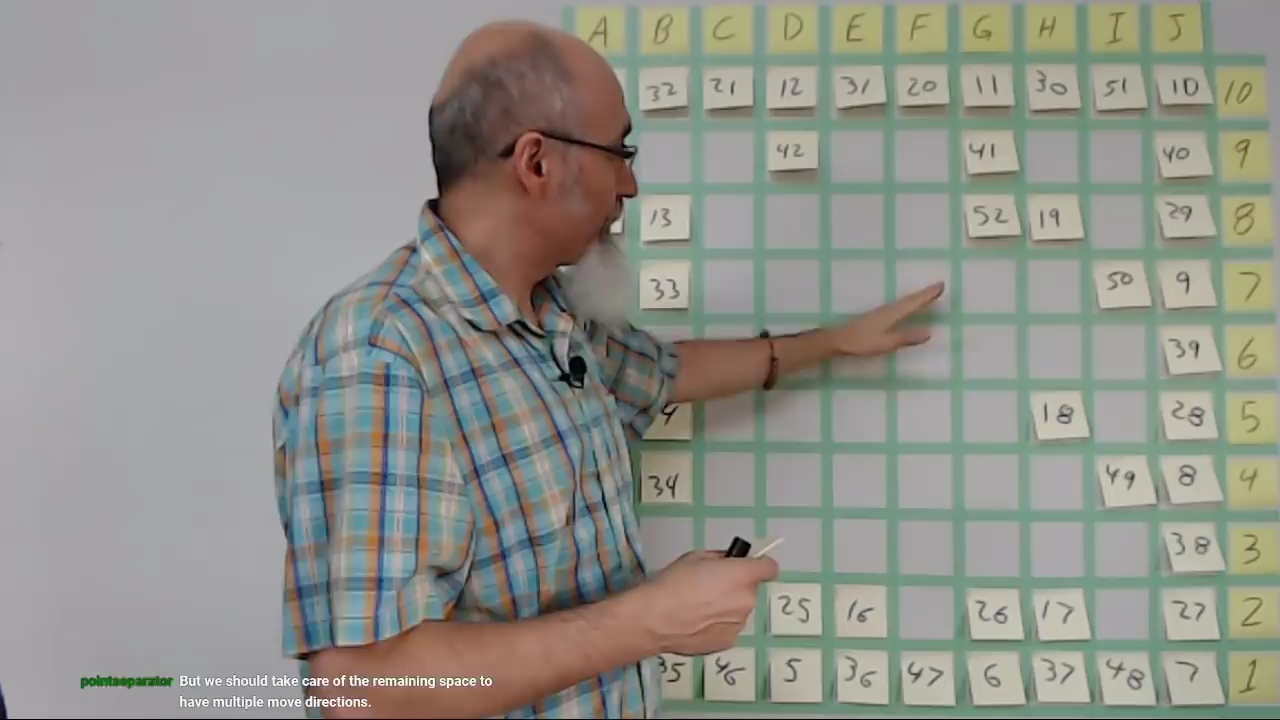 A B C D E F G H I J
32 21 12 31 20 11 30 51 10 10
42 41 40 9
13 52 19 29 8
33 50 9 7
39 6
4 18 28 5
34 49 8 4
38 3
25 16 26 17 27 2
35 46 5 36 47 6 37 48 7 1
pointseparator But we should take care of the remaining space to
have multiple move directions.